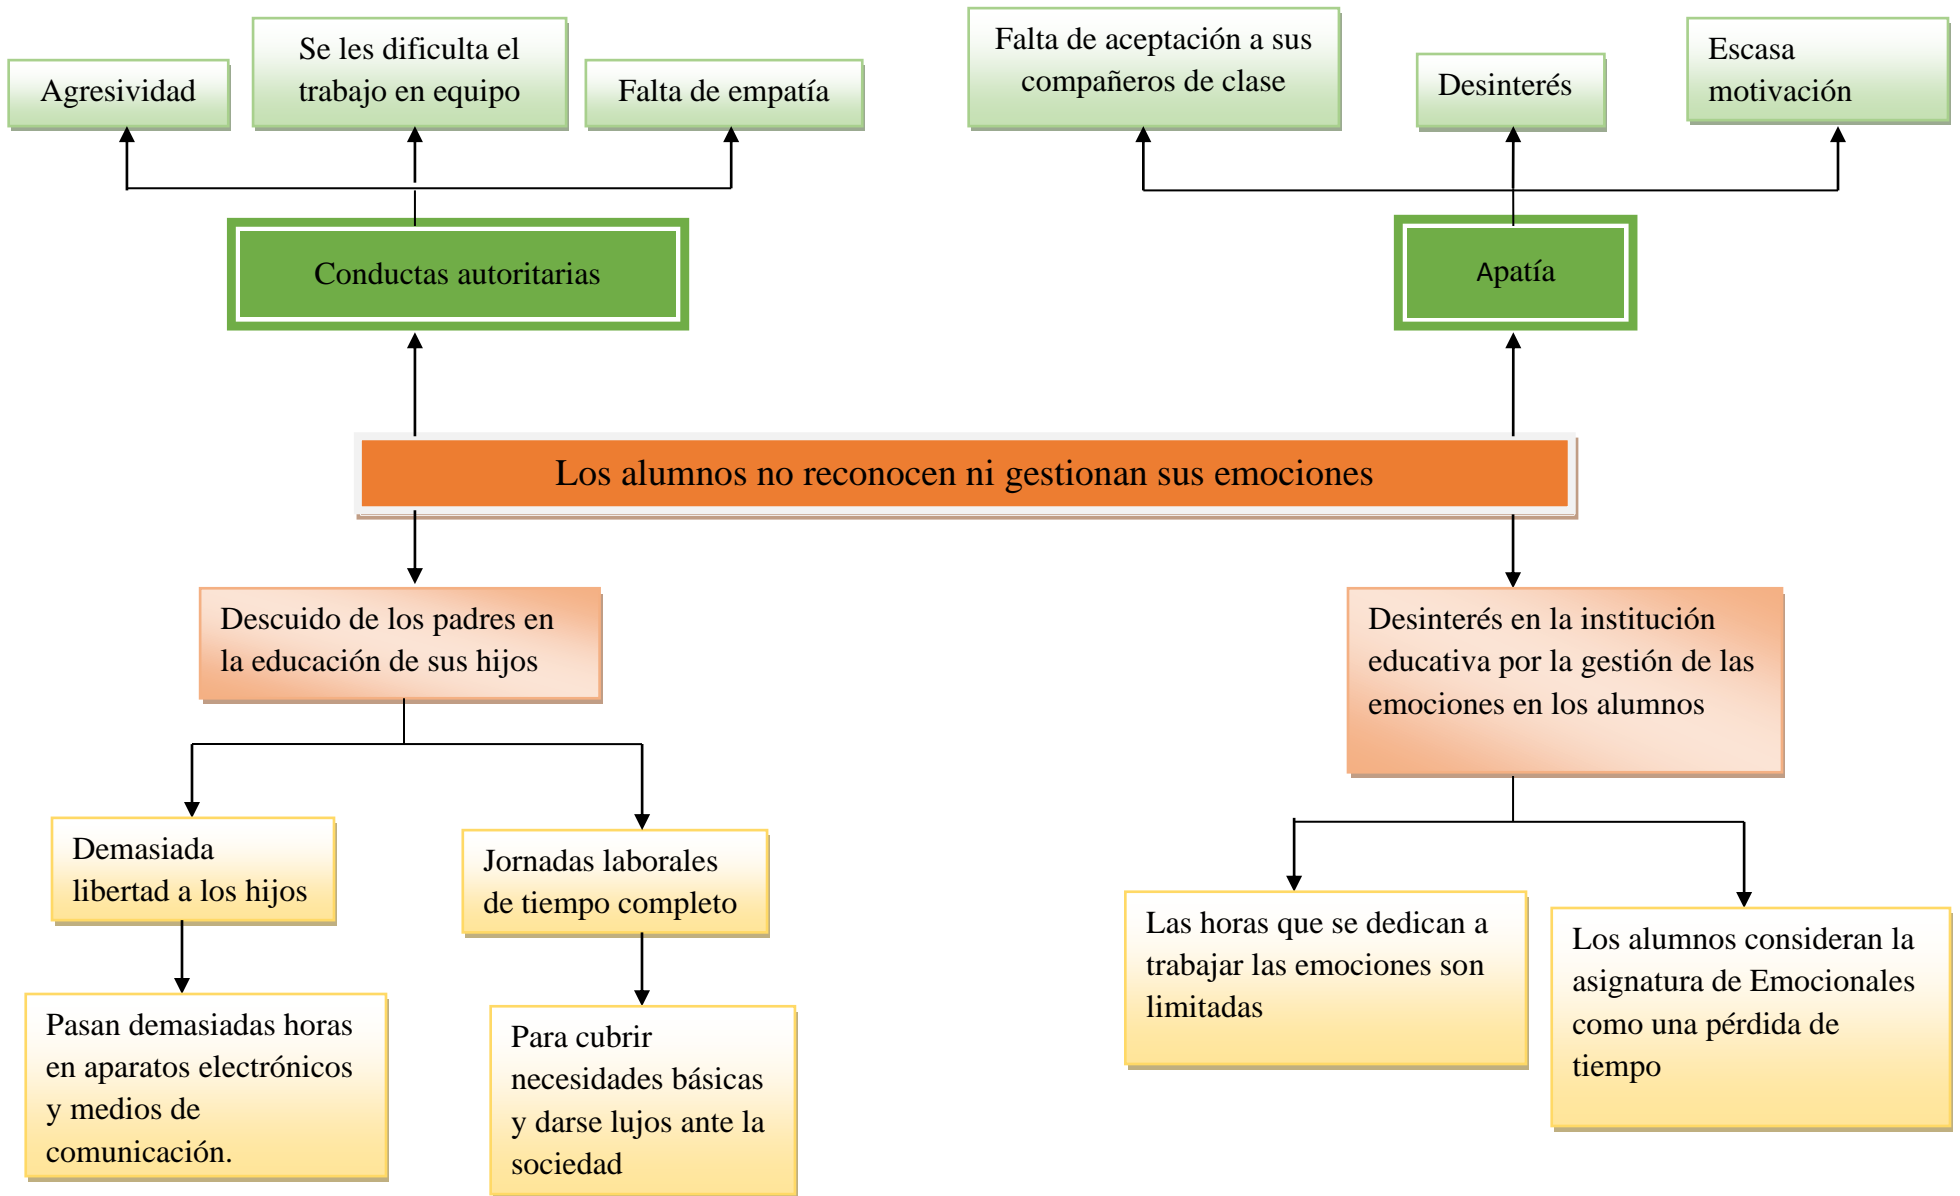 Agresividad
Se les dificulta el
trabajo en equipo
Falta de empatía
Falta de aceptación a sus
compañeros de clase
Desinterés
Escasa
motivación
Conductas autoritarias
Apatía
Los alumnos no reconocen ni gestionan sus emociones
Descuido de los padres en
la educación de sus hijos
Desinterés en la institución
educativa por la gestión de las
emociones en los alumnos
Demasiada
libertad a los hijos
Jornadas laborales
de tiempo completo
Las horas que se dedican a
trabajar las emociones son
limitadas
Los alumnos consideran la
asignatura de Emocionales
como una pérdida de
tiempo
Pasan demasiadas horas
en aparatos electrónicos
y medios de
comunicación.
Para cubrir
necesidades básicas
y darse lujos ante la
sociedad